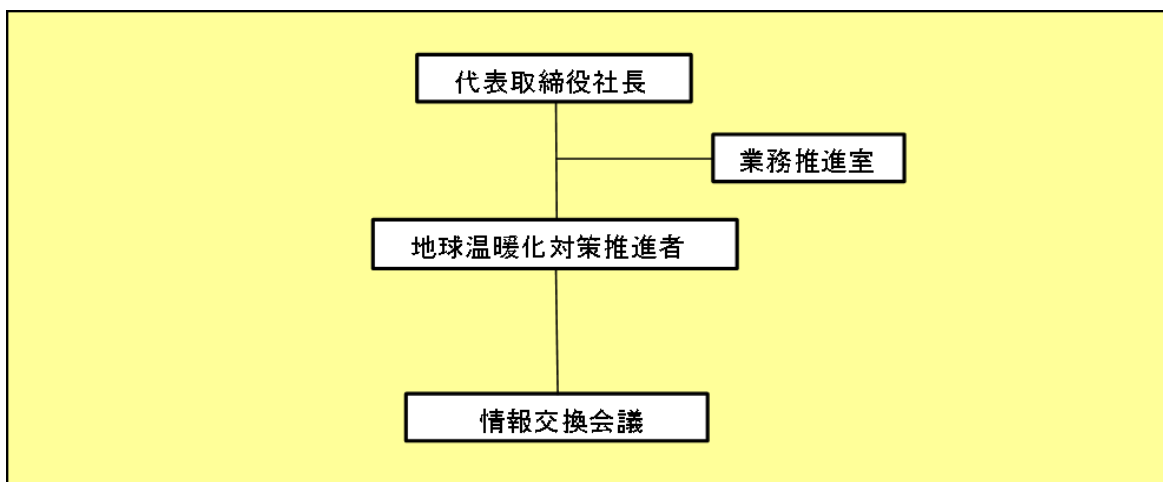 代表取締役社長
業務推進室
地球温暖化対策推進者
情報交換会議